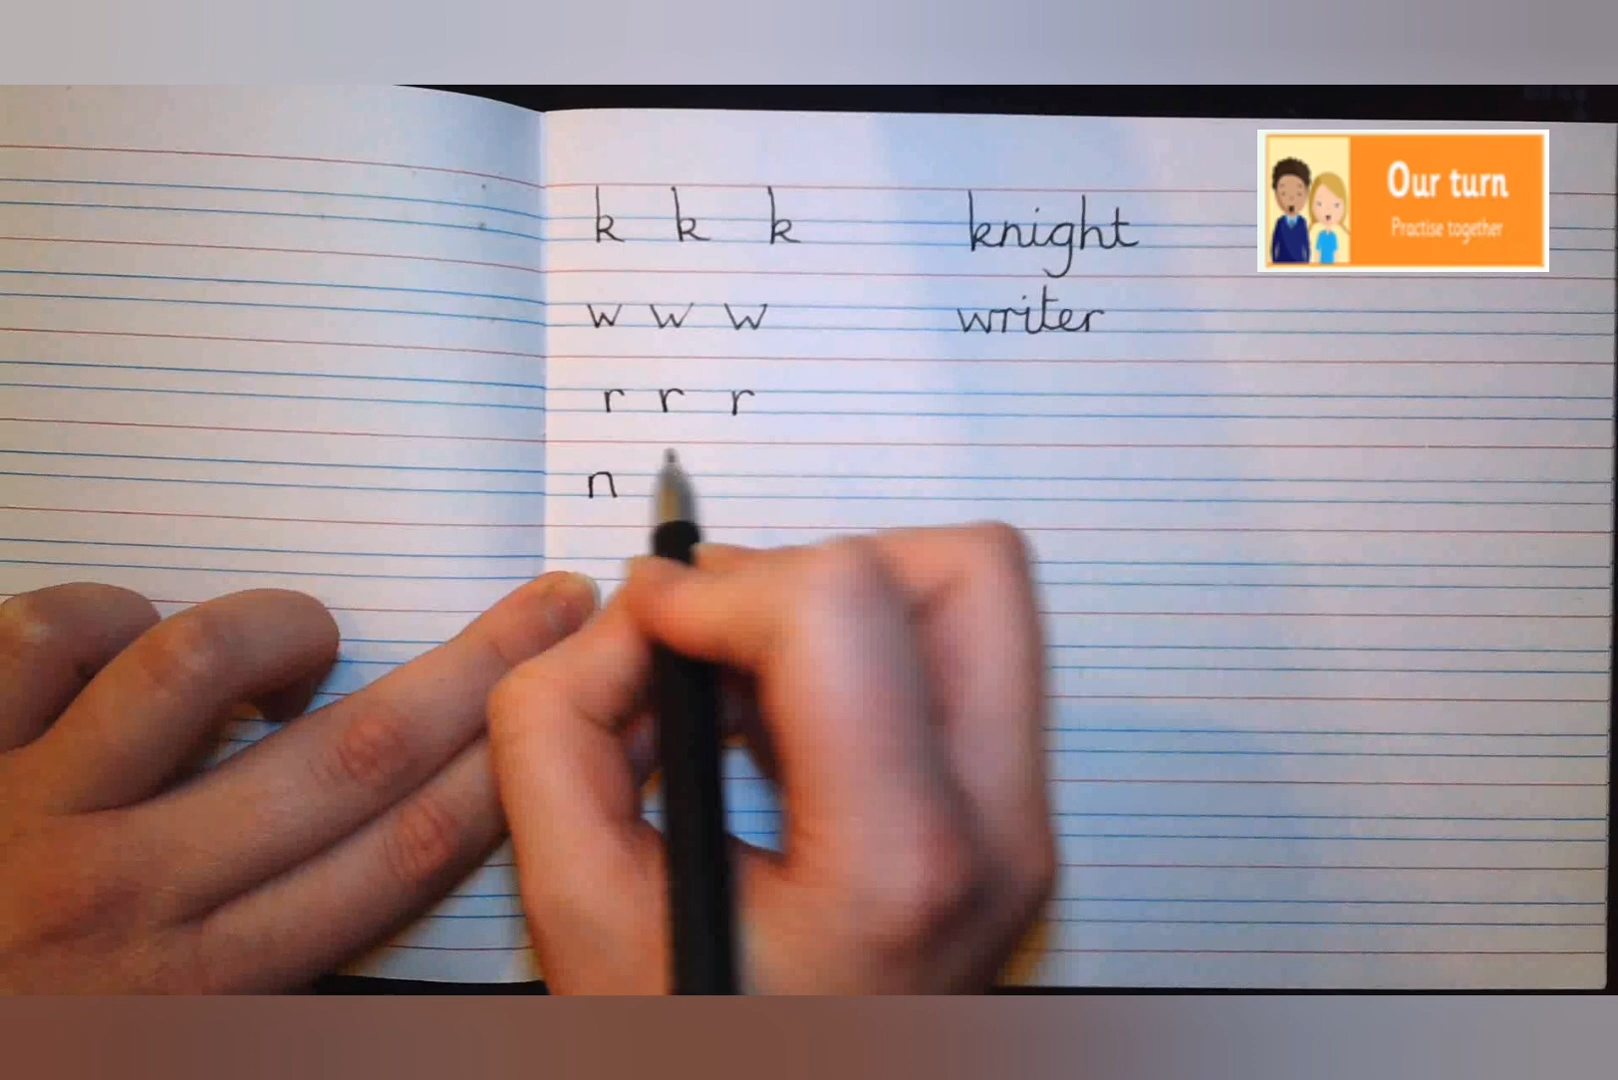 k k k knight
w w w writer
r r r
n
Our turn
Practise together